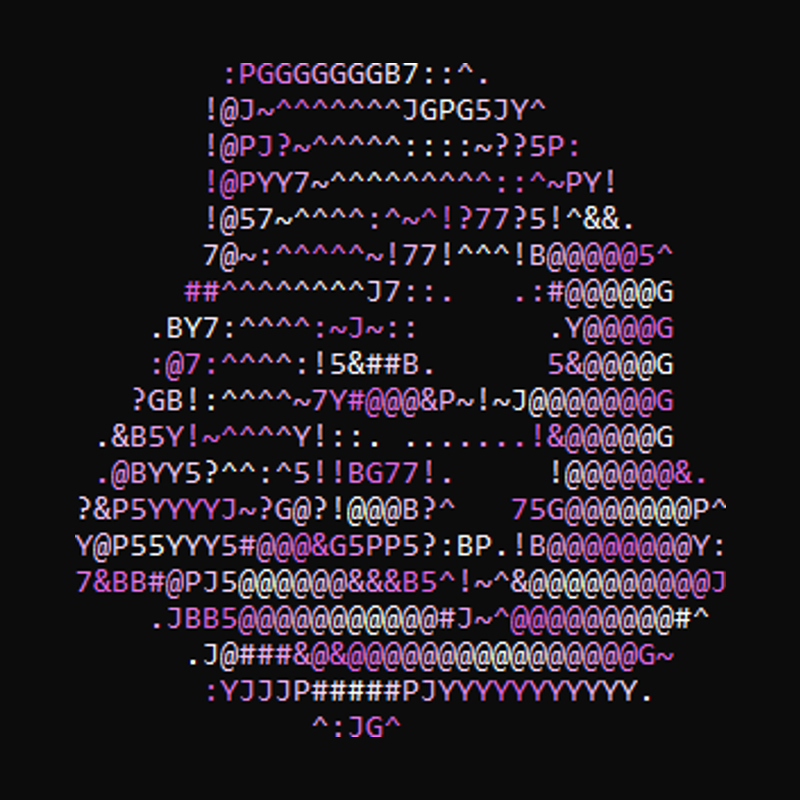 :PGGGGGGGB7::^.
!@J~^^^^^^^JGPG5JY^
!@PJ?~^^^^^::::~??5P:
!@PYY7~^^^^^^^^^::^~PY!
!@57~^^^^:^~^!?77?5!^&&.
7@~:^^^^^~!77!^^^!B@@@@@5^
##^^^^^^^^J7::.   .:#@@@@@G
.BY7:^^^^:~J~::       .Y@@@@G
:@7:^^^^:!5&##B.      5&@@@@G
?GB!:^^^^~7Y#@@@&P~!~J@@@@@@@G
.&B5Y!~^^^^Y!::. .......!&@@@@@G
.@BYY5?^^:^5!!BG77!.     !@@@@@@&.
?&P5YYYYJ~?G@?!@@@B?^   75G@@@@@@@P^
Y@P55YYY5#@@@&G5PP5?:BP.!B@@@@@@@@Y:
7&BB#@PJ5@@@@@@&&&B5^!~^&@@@@@@@@@@J
.JBB5@@@@@@@@@@@#J~^@@@@@@@@@#^
.J@###&@&@@@@@@@@@@@@@@@@G~
:YJJJP#####PJYYYYYYYYYYY.
^:JG^